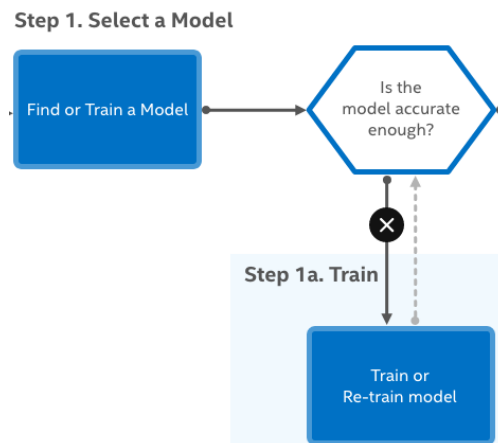 Step 1. Select a Model
Find or Train a Model
Is the
model accurate
enough?
Step 1a. Train
Train or
Re-train model